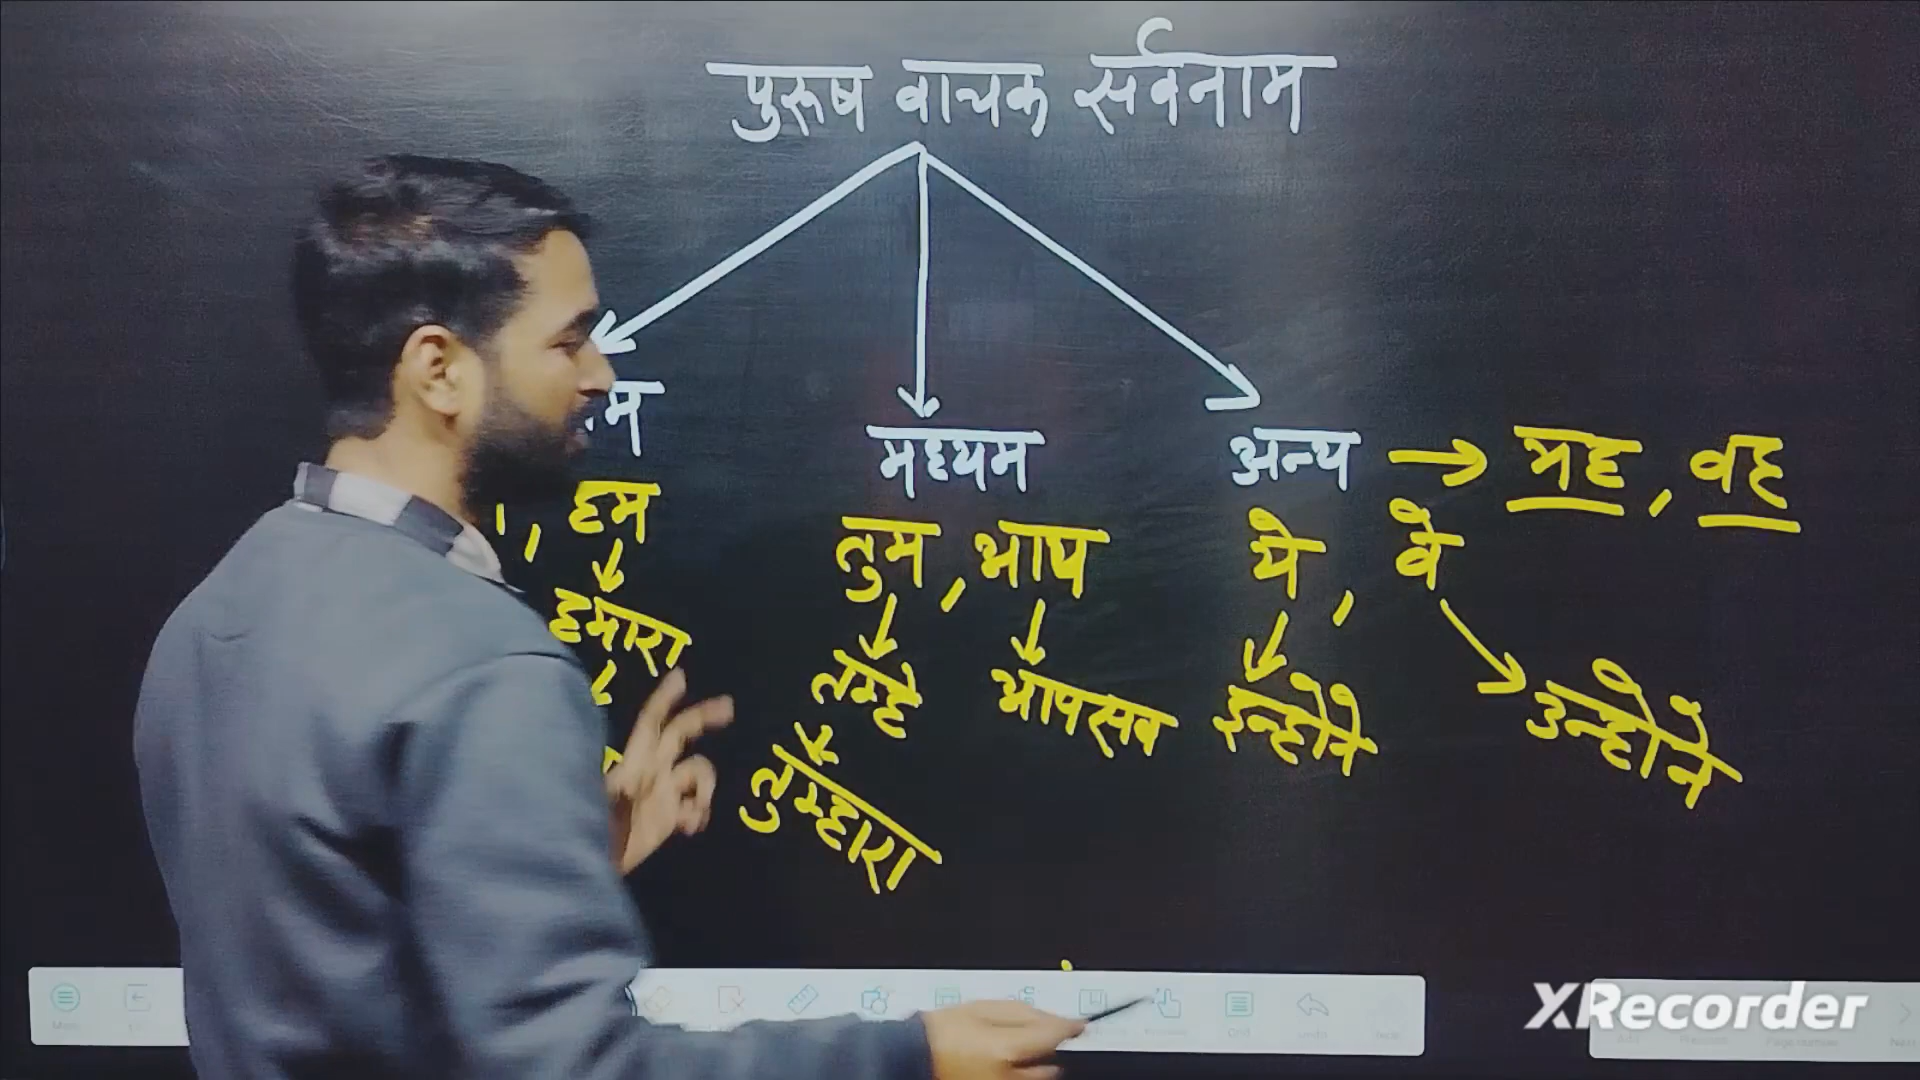 पुरूष वाचक सर्वनाम
मध्यम अन्य → यह, वह
हम तुम, आप ये, वे
हमारा तुम्हे आपसब इन्होने उन्होने
तुम्हारा
XRecorder